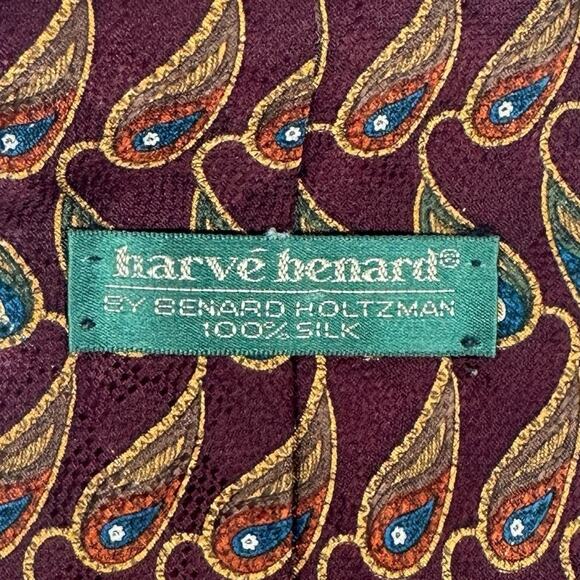 harvé benard®
BY BENARD HOLTZMAN
100% SILK